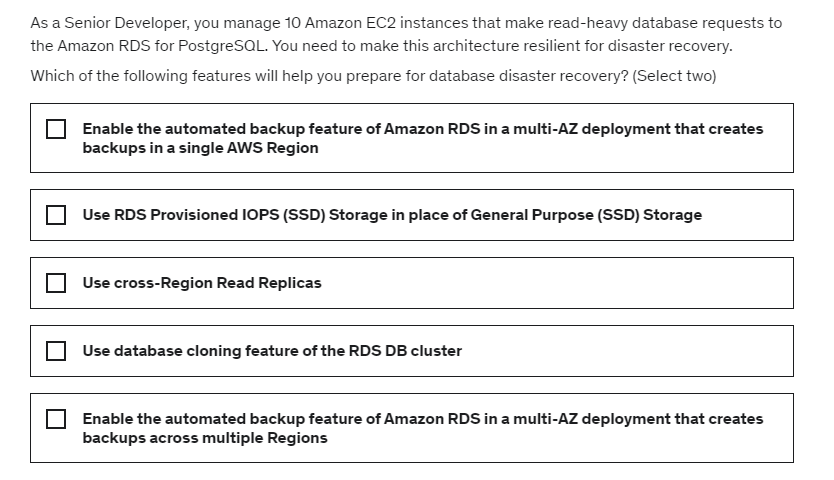 As a Senior Developer, you manage 10 Amazon EC2 instances that make read-heavy database requests to
the Amazon RDS for PostgreSQL. You need to make this architecture resilient for disaster recovery.
Which of the following features will help you prepare for database disaster recovery? (Select two)
Enable the automated backup feature of Amazon RDS in a multi-AZ deployment that creates
backups in a single AWS Region
Use RDS Provisioned IOPS (SSD) Storage in place of General Purpose (SSD) Storage
Use cross-Region Read Replicas
Use database cloning feature of the RDS DB cluster
Enable the automated backup feature of Amazon RDS in a multi-AZ deployment that creates
backups across multiple Regions